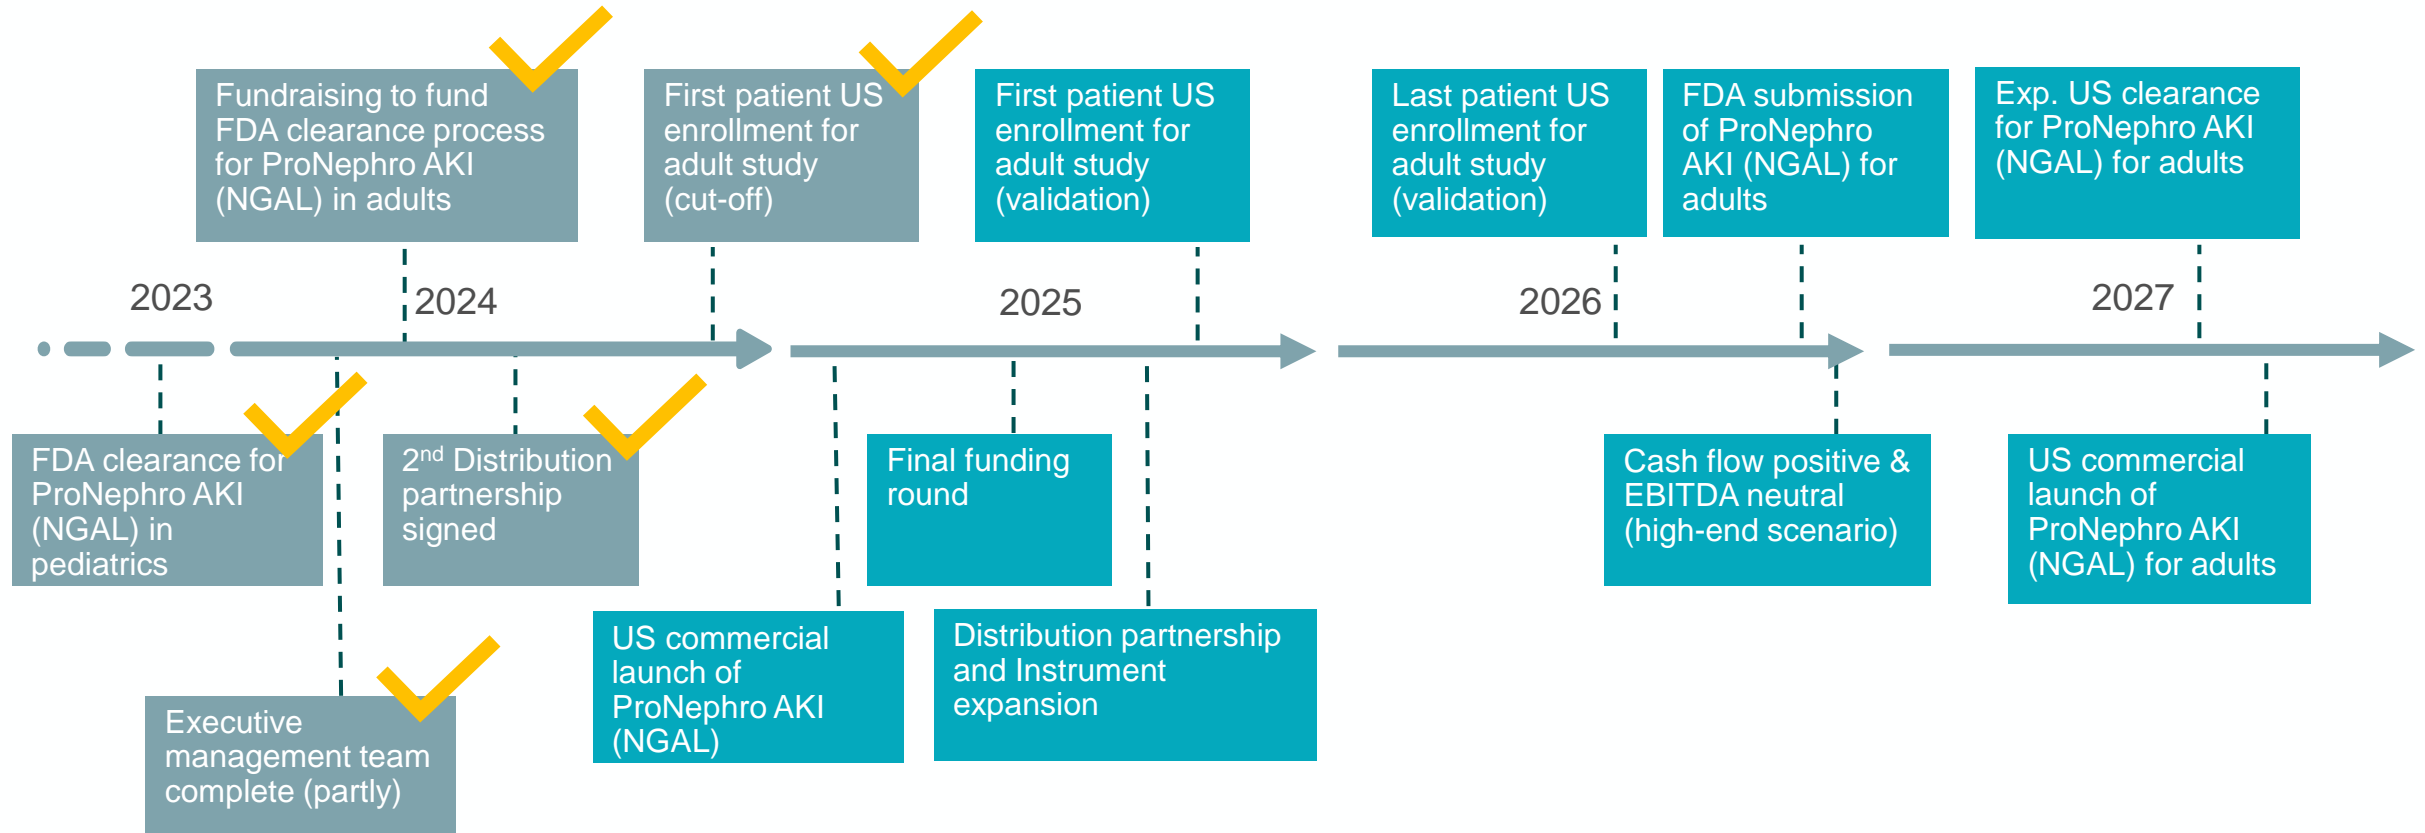 Fundraising to fund
FDA clearance process
for ProNephro AKI
(NGAL) in adults
First patient US
enrollment for
adult study
(cut-off)
First patient US
enrollment for
adult study
(validation)
Last patient US
enrollment for
adult study
(validation)
FDA submission
of ProNephro
AKI (NGAL) for
adults
Exp. US clearance
for ProNephro AKI
(NGAL) for adults
2023
2024
2025
2026
2027
FDA clearance for
ProNephro AKI
(NGAL) in
pediatrics
2nd Distribution
partnership
signed
Final funding
round
Cash flow positive &
EBITDA neutral
(high-end scenario)
US commercial
launch of
ProNephro AKI
(NGAL) for adults
US commercial
launch of
ProNephro AKI
(NGAL)
Distribution partnership
and Instrument
expansion
Executive
management team
complete (partly)